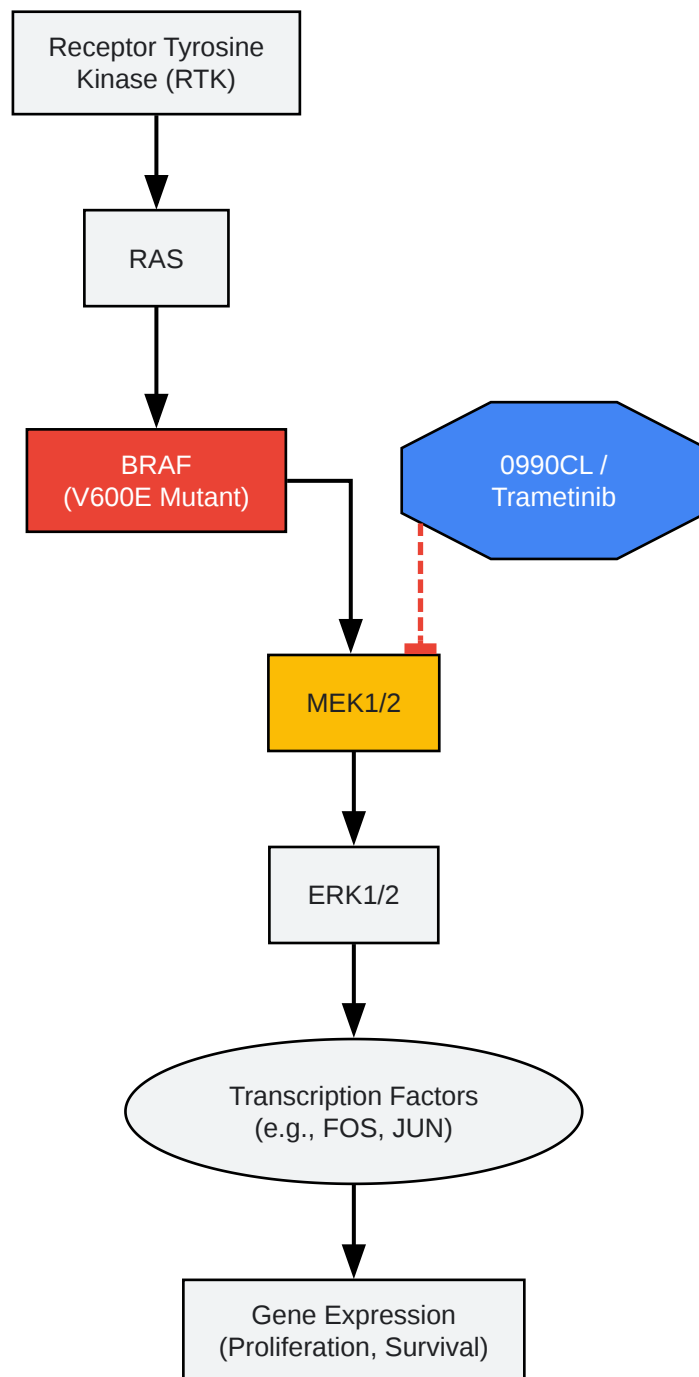 Receptor Tyrosine
Kinase (RTK)
RAS
BRAF
(V600E Mutant)
0990CL /
Trametinib
MEK1/2
ERK1/2
Transcription Factors
(e.g., FOS, JUN)
Gene Expression
(Proliferation, Survival)